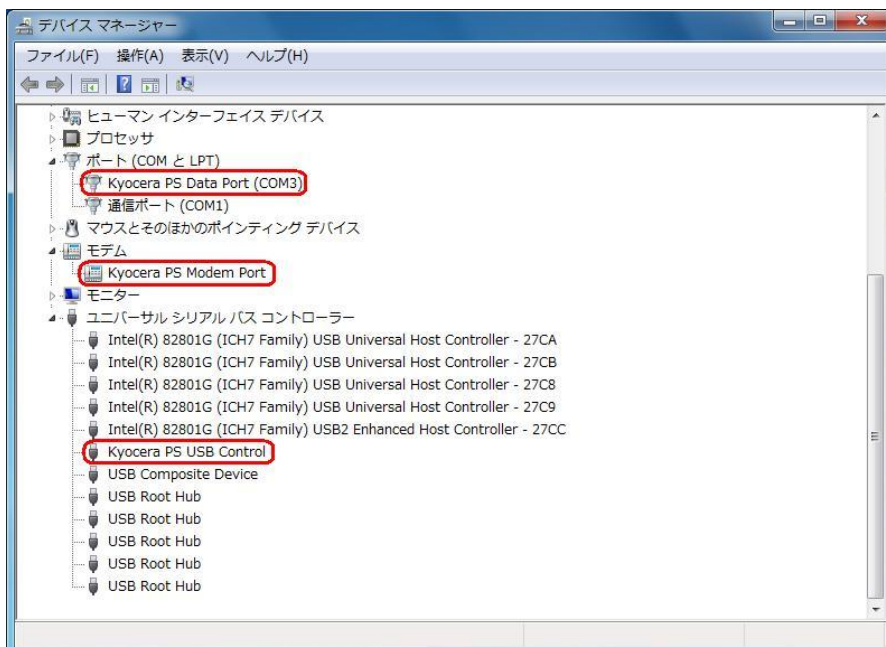 デバイス マネージャー
ファイル(F) 操作(A) 表示(V) ヘルプ(H)
ヒューマン インターフェイス デバイス
プロセッサ
ポート (COM と LPT)
Kyocera PS Data Port (COM3)
通信ポート (COM1)
マウスとそのほかのポインティング デバイス
モデム
Kyocera PS Modem Port
モニター
ユニバーサル シリアル バス コントローラー
Intel(R) 82801G (ICH7 Family) USB Universal Host Controller - 27CA
Intel(R) 82801G (ICH7 Family) USB Universal Host Controller - 27CB
Intel(R) 82801G (ICH7 Family) USB Universal Host Controller - 27C8
Intel(R) 82801G (ICH7 Family) USB Universal Host Controller - 27C9
Intel(R) 82801G (ICH7 Family) USB2 Enhanced Host Controller - 27CC
Kyocera PS USB Control
USB Composite Device
USB Root Hub
USB Root Hub
USB Root Hub
USB Root Hub
USB Root Hub